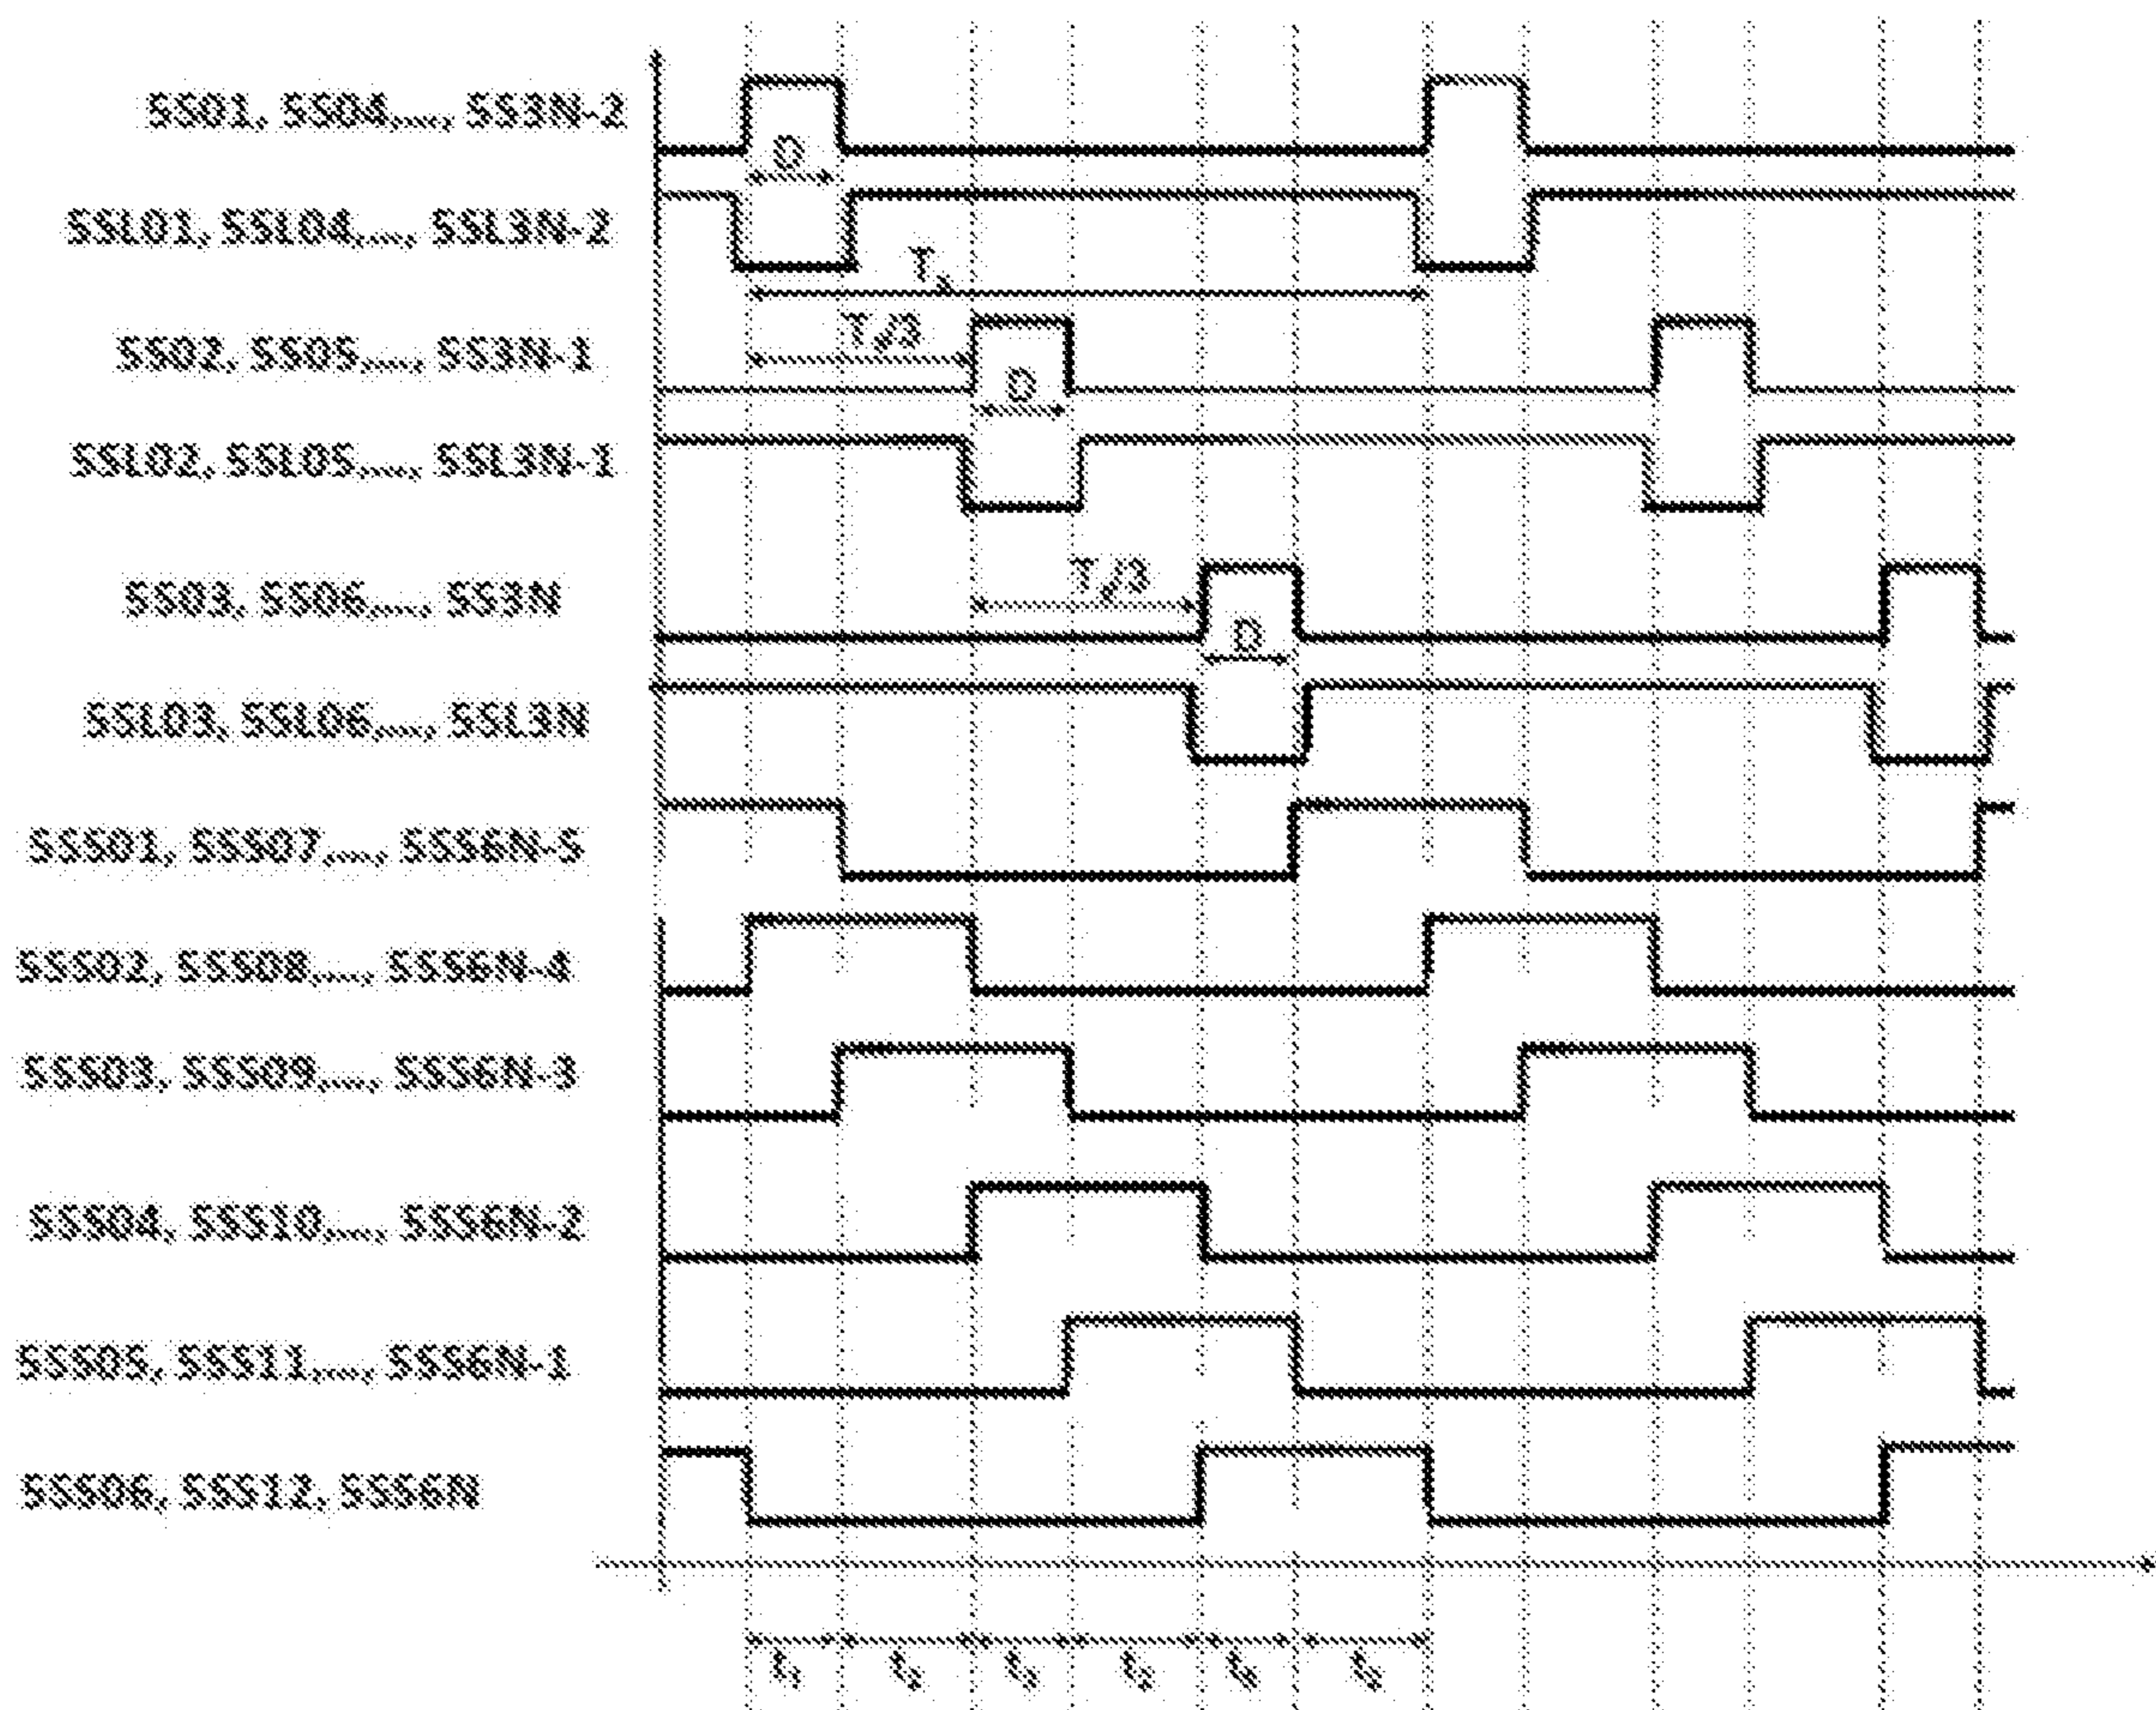 SS01, SS04,...., SS3N-2
D
SSL01, SSL04,...., SSL3N-2
T
SS02, SS05,...., SS3N-1
D
SSL02, SSL05,...., SSL3N-1
SS03, SS06,...., SS3N
D
SSL03, SSL06,...., SSL3N
SSS01, SSS07,...., SSS6N-5
SSS02, SSS08,...., SSS6N-4
SSS03, SSS09,...., SSS6N-3
SSS04, SSS10,...., SSS6N-2
SSS05, SSS11,...., SSS6N-1
SSS06, SSS12, SSS6N